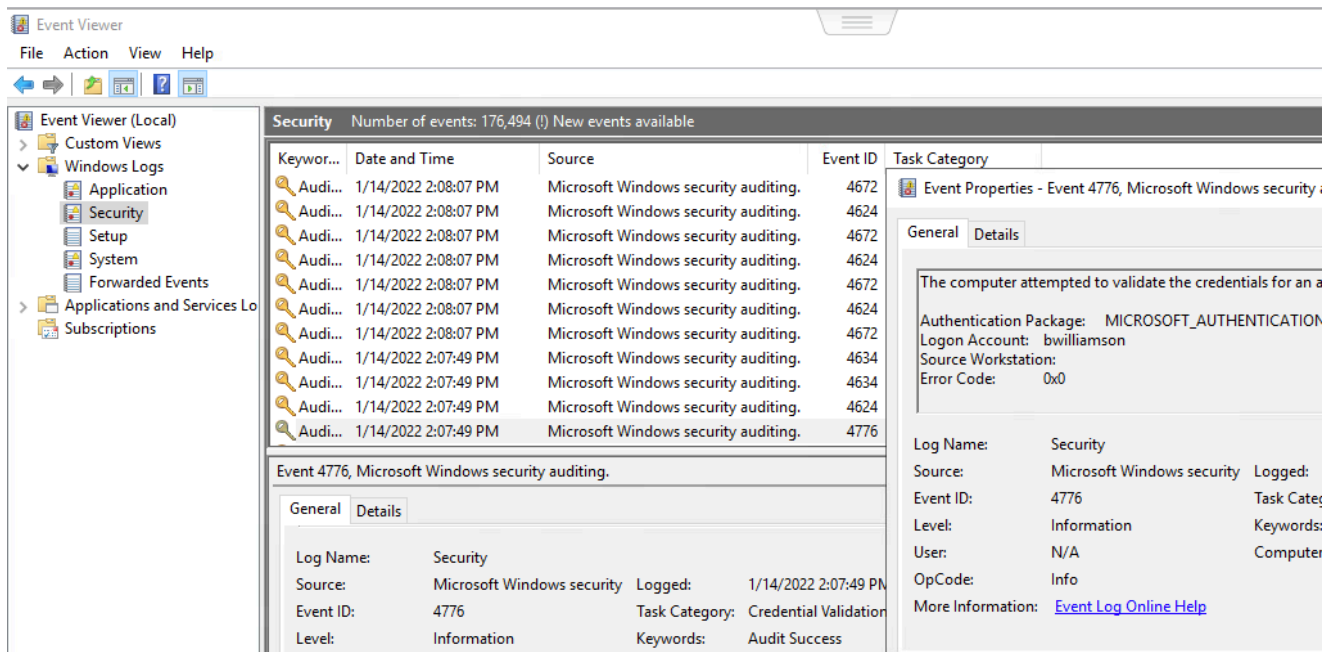 Event Viewer
File Action View Help
Event Viewer (Local)
Custom Views
Windows Logs
Application
Security
Setup
System
Forwarded Events
Applications and Services Lo
Subscriptions
Security Number of events: 176,494 (!) New events available
Keywor... Date and Time Source Event ID Task Category
Audi... 1/14/2022 2:08:07 PM Microsoft Windows security auditing. 4672
Audi... 1/14/2022 2:08:07 PM Microsoft Windows security auditing. 4624
Audi... 1/14/2022 2:08:07 PM Microsoft Windows security auditing. 4672
Audi... 1/14/2022 2:08:07 PM Microsoft Windows security auditing. 4624
Audi... 1/14/2022 2:08:07 PM Microsoft Windows security auditing. 4672
Audi... 1/14/2022 2:08:07 PM Microsoft Windows security auditing. 4624
Audi... 1/14/2022 2:08:07 PM Microsoft Windows security auditing. 4672
Audi... 1/14/2022 2:07:49 PM Microsoft Windows security auditing. 4634
Audi... 1/14/2022 2:07:49 PM Microsoft Windows security auditing. 4634
Audi... 1/14/2022 2:07:49 PM Microsoft Windows security auditing. 4624
Audi... 1/14/2022 2:07:49 PM Microsoft Windows security auditing. 4776
Event 4776, Microsoft Windows security auditing.
General Details
Log Name: Security
Source: Microsoft Windows security Logged: 1/14/2022 2:07:49 PM
Event ID: 4776 Task Category: Credential Validation
Level: Information Keywords: Audit Success
Event Properties - Event 4776, Microsoft Windows security a
General Details
The computer attempted to validate the credentials for an a
Authentication Package: MICROSOFT_AUTHENTICATION
Logon Account: bwilliamson
Source Workstation:
Error Code: 0x0
Log Name: Security
Source: Microsoft Windows security Logged:
Event ID: 4776 Task Categ
Level: Information Keywords:
User: N/A Computer
OpCode: Info
More Information: Event Log Online Help